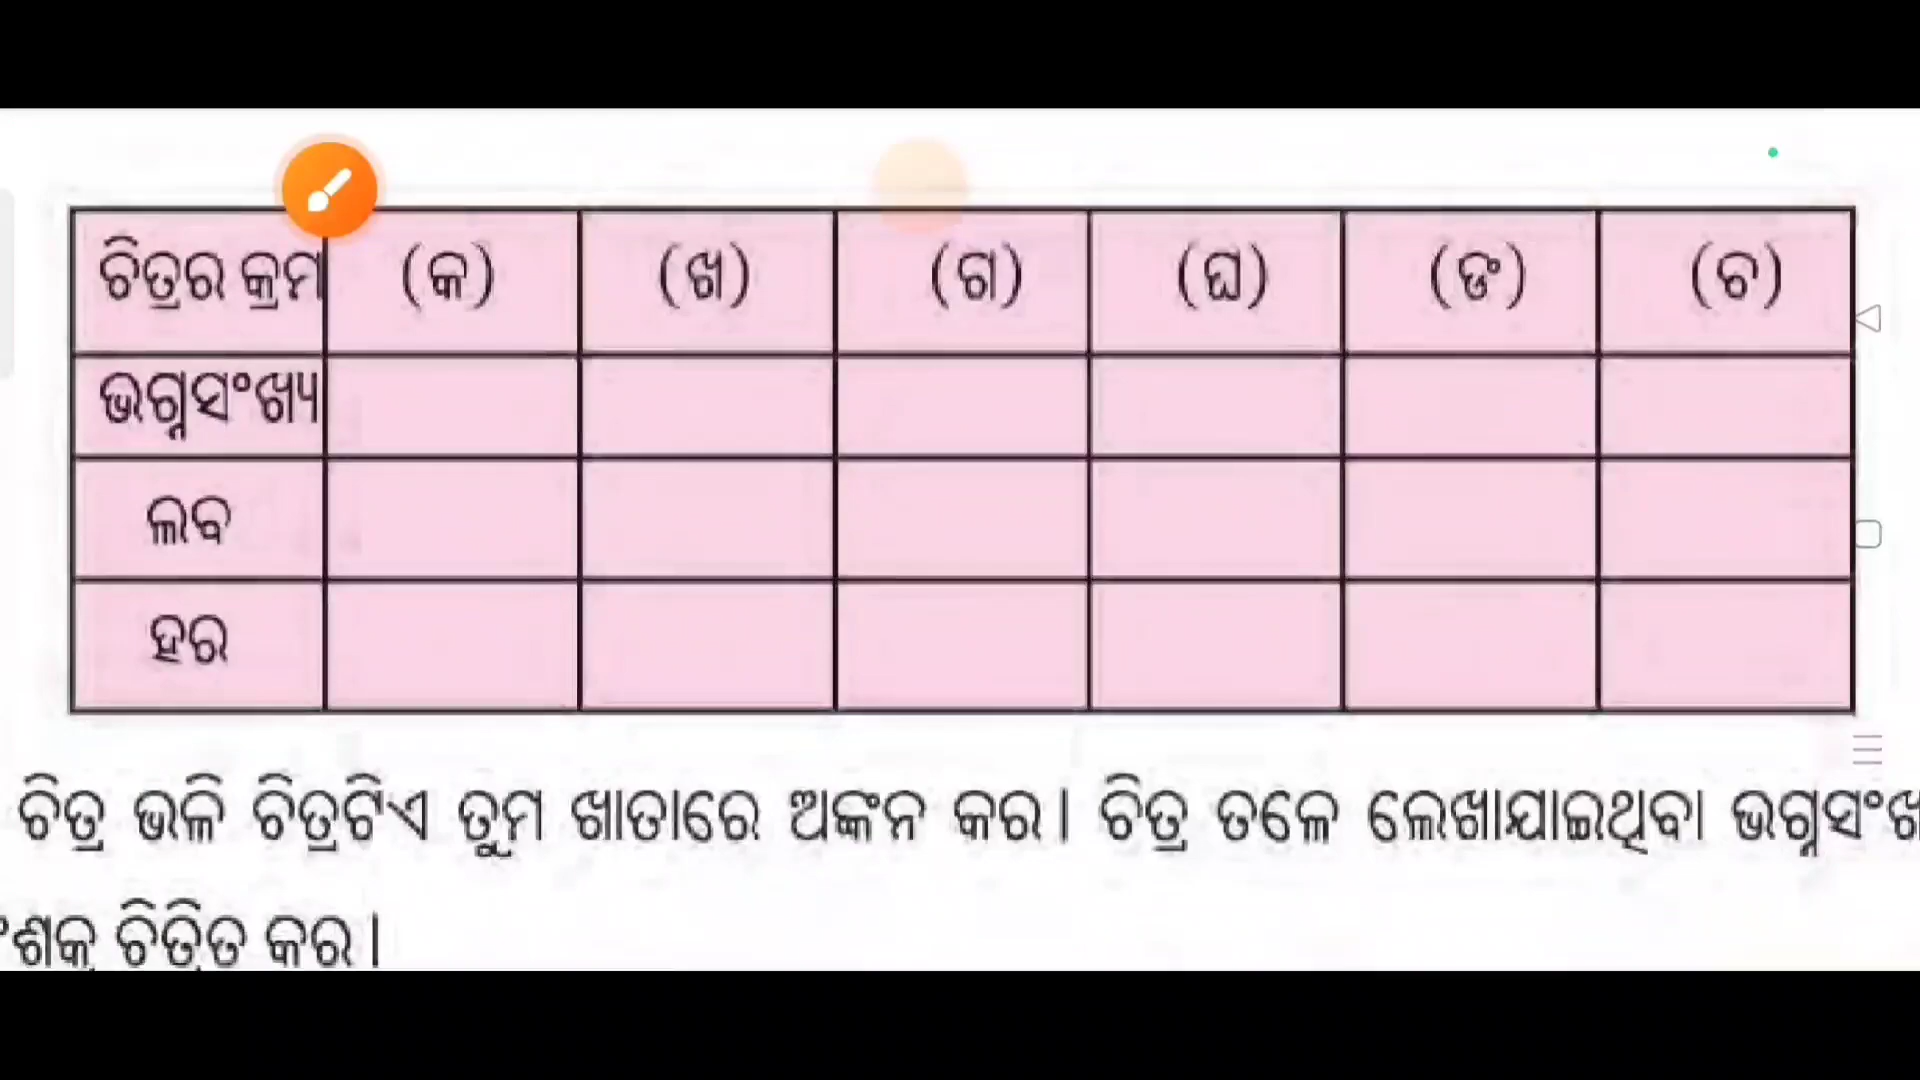 ଚିତ୍ରର କ୍ରମ (କ) (ଖ) (ଗ) (ଘ) (ଙ) (ଚ)
ଭଗ୍ନସଂଖ୍ୟ
ଲବ
ହର
ଚିତ୍ର ଭଳି ଚିତ୍ରଟିଏ ତୁମ ଖାତାରେ ଅଙ୍କନ କର। ଚିତ୍ର ତଳେ ଲେଖାଯାଇଥିବା ଭଗ୍ନସଂଖ
ଂଶକୁ ଚିତ୍ରିତ କର।